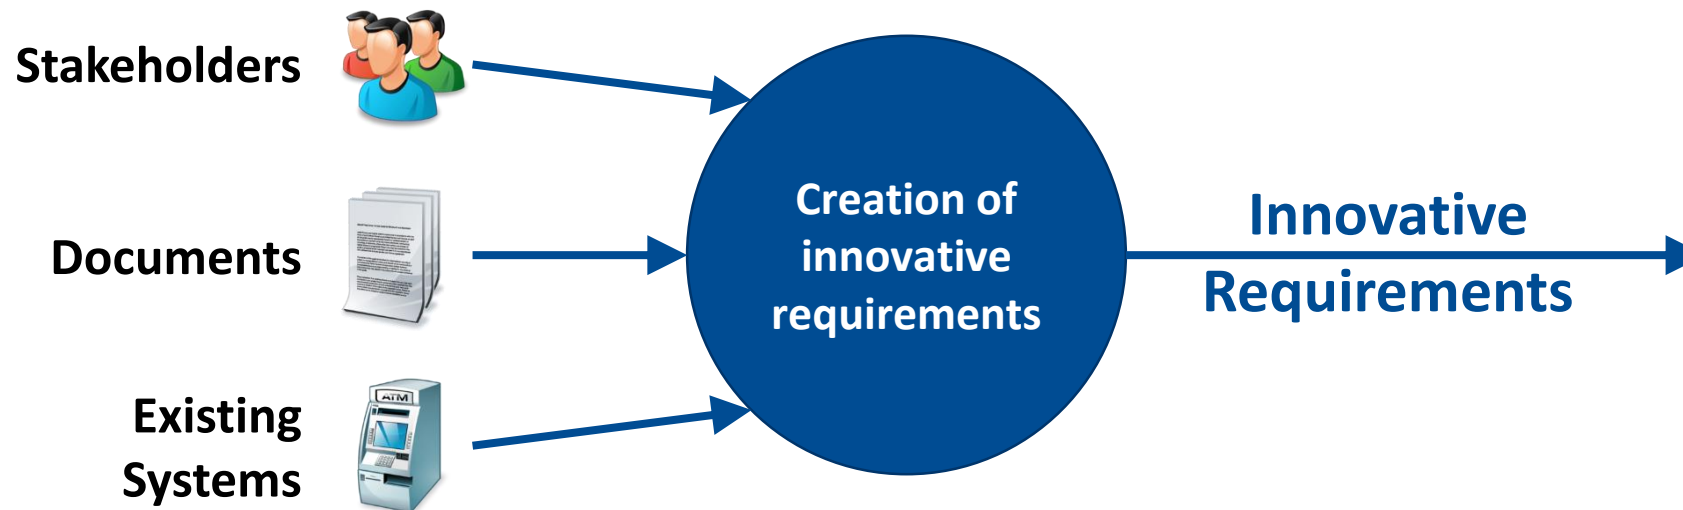 Stakeholders
Documents
Existing
Systems
ATM
Creation of
innovative
requirements
Innovative
Requirements